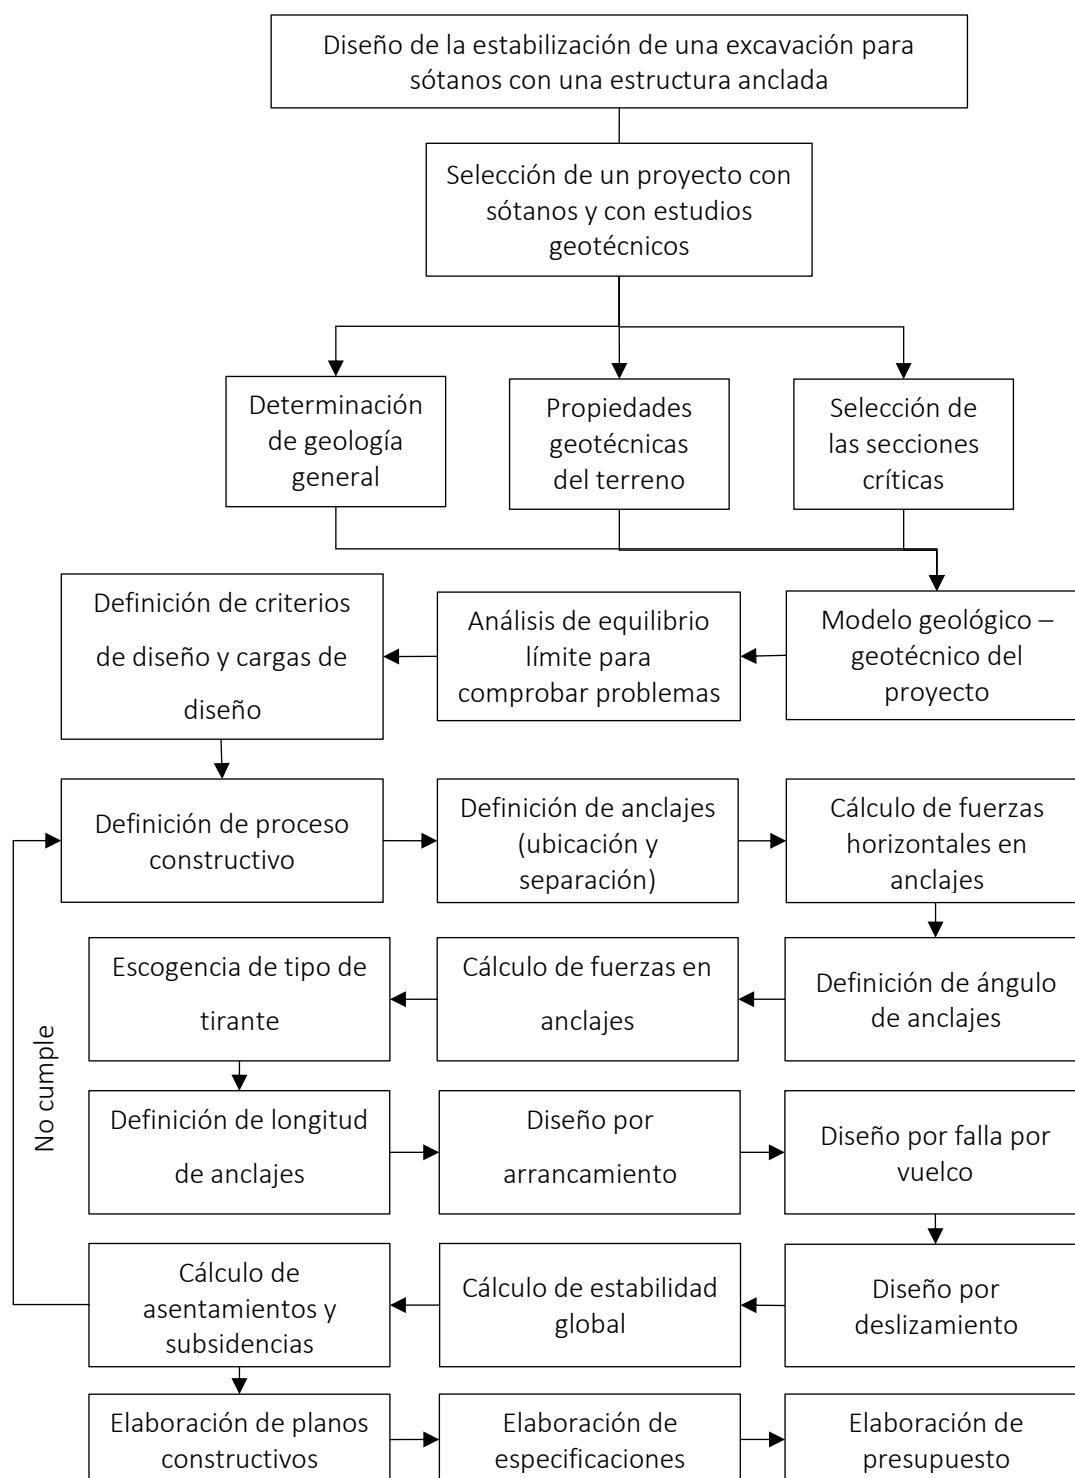 Diseño de la estabilización de una excavación para
sótanos con una estructura anclada
Selección de un proyecto con
sótanos y con estudios
geotécnicos
Determinación
de geología
general
Propiedades
geotécnicas
del terreno
Selección de
las secciones
críticas
Definición de criterios
de diseño y cargas de
diseño
Análisis de equilibrio
límite para
comprobar problemas
Modelo geológico –
geotécnico del
proyecto
Definición de proceso
constructivo
Definición de anclajes
(ubicación y
separación)
Cálculo de fuerzas
horizontales en
anclajes
Escogencia de tipo de
tirante
Cálculo de fuerzas en
anclajes
Definición de ángulo
de anclajes
No cumple
Definición de longitud
de anclajes
Diseño por
arrancamiento
Diseño por falla por
vuelco
Cálculo de
asentamientos y
subsidencias
Cálculo de estabilidad
global
Diseño por
deslizamiento
Elaboración de planos
constructivos
Elaboración de
especificaciones
Elaboración de
presupuesto